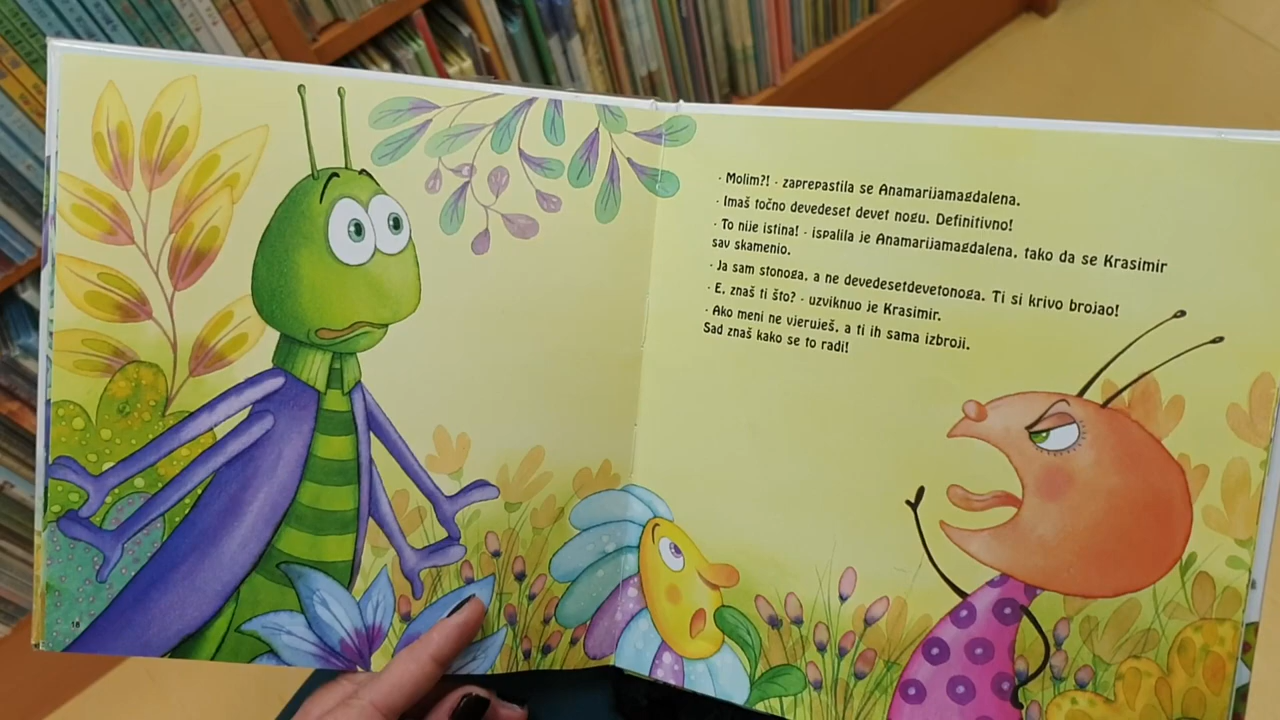 18
- Molim?! - zaprepastila se Anamarijamagdalena.
- Imaš točno devedeset devet nogu. Definitivno!
- To nije istina! - ispalila je Anamarijamagdalena, tako da se Krasimir
sav skamenio.
- Ja sam stonoga, a ne devedesetdevetonoga. Ti si krivo brojao!
- E, znaš ti što? - uzviknuo je Krasimir.
- Ako meni ne vjeruješ, a ti ih sama izbroji.
Sad znaš kako se to radi!